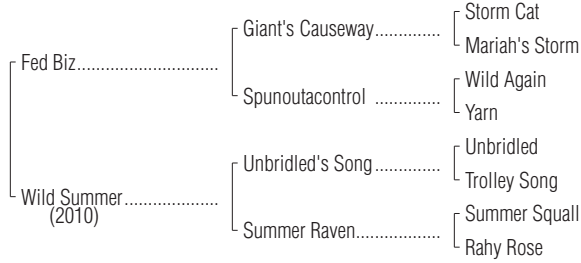 Storm Cat
Giant's Causeway..............
Mariah's Storm
Fed Biz..............................
Wild Again
Spunoutacontrol ..............
Yarn
Unbridled
Unbridled's Song..............
Trolley Song
Wild Summer....................
(2010)
Summer Squall
Summer Raven..................
Rahy Rose